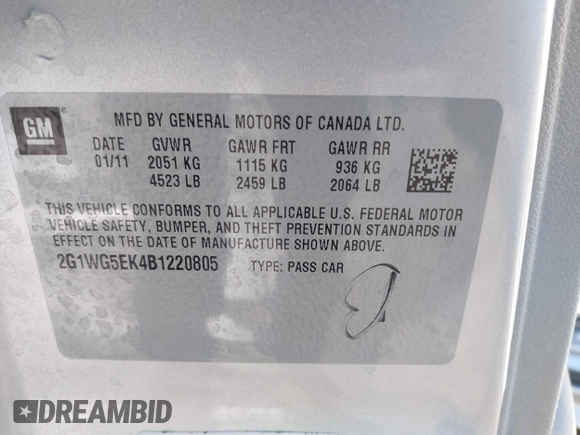 GM
MFD BY GENERAL MOTORS OF CANADA LTD.
DATE GVWR GAWR FRT GAWR RR
01/11 2051 KG 1115 KG 936 KG
4523 LB 2459 LB 2064 LB
THIS VEHICLE CONFORMS TO ALL APPLICABLE U.S. FEDERAL MOTOR
VEHICLE SAFETY, BUMPER, AND THEFT PREVENTION STANDARDS IN
EFFECT ON THE DATE OF MANUFACTURE SHOWN ABOVE
2G1WG5EK4B1220805 TYPE: PASS CAR
DREAMBID